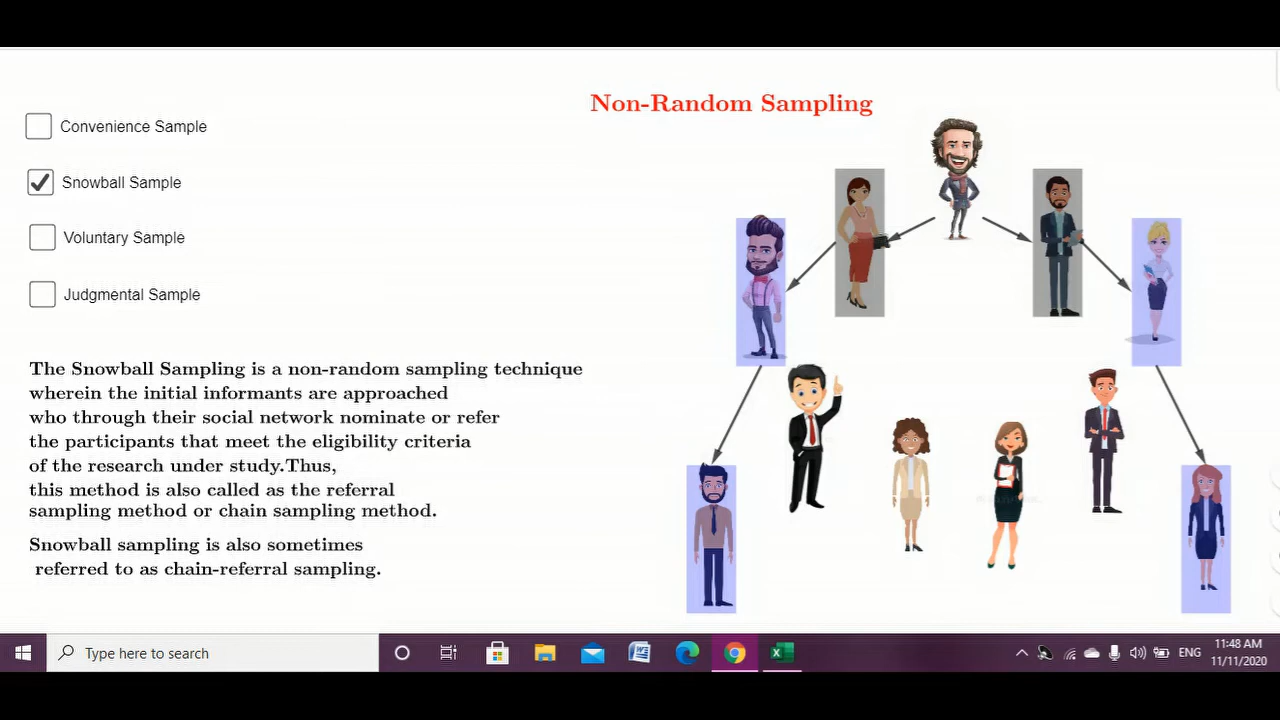 Non-Random Sampling
Convenience Sample
Snowball Sample
Voluntary Sample
Judgmental Sample
The Snowball Sampling is a non-random sampling technique
wherein the initial informants are approached
who through their social network nominate or refer
the participants that meet the eligibility criteria
of the research under study.Thus,
this method is also called as the referral
sampling method or chain sampling method.
Snowball sampling is also sometimes
referred to as chain-referral sampling.
Type here to search
ENG
11:48 AM
11/11/2020